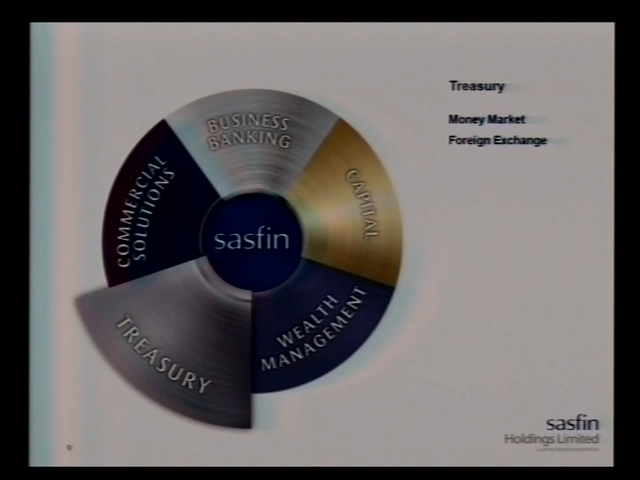 Treasury
Money Market
Foreign Exchange
BUSINESS
BANKING
CAPITAL
WEALTH
MANAGEMENT
TREASURY
COMMERCIAL
SOLUTIONS
sasfin
sasfin
Holdings Limited